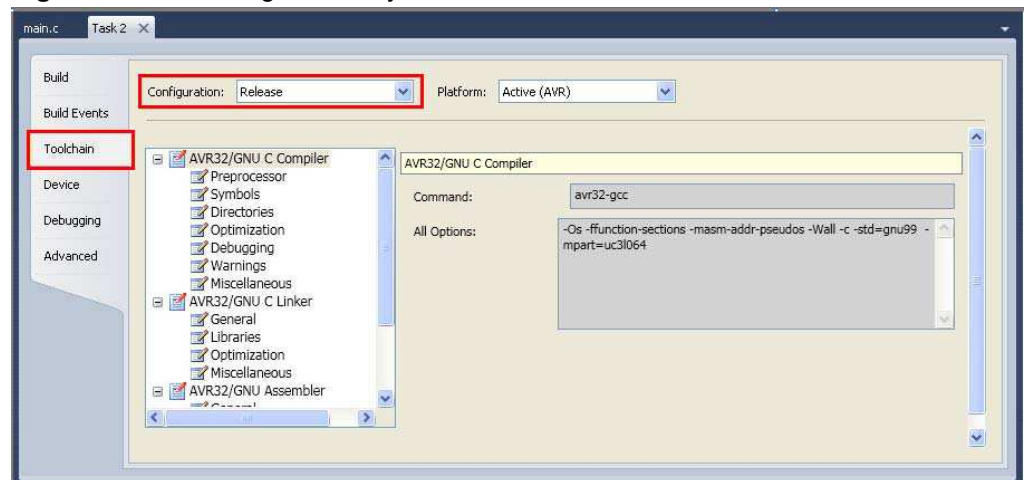 main.c Task 2
Build
Build Events
Toolchain
Device
Debugging
Advanced
Configuration: Release Platform: Active (AVR)
AVR32/GNU C Compiler
Preprocessor
Symbols
Directories
Optimization
Debugging
Warnings
Miscellaneous
AVR32/GNU C Linker
General
Libraries
Optimization
Miscellaneous
AVR32/GNU Assembler
AVR32/GNU C Compiler
Command: avr32-gcc
All Options: -Os -ffunction-sections -masm-addr-pseudos -Wall -c -std=gnu99 -
mpart=uc3l064